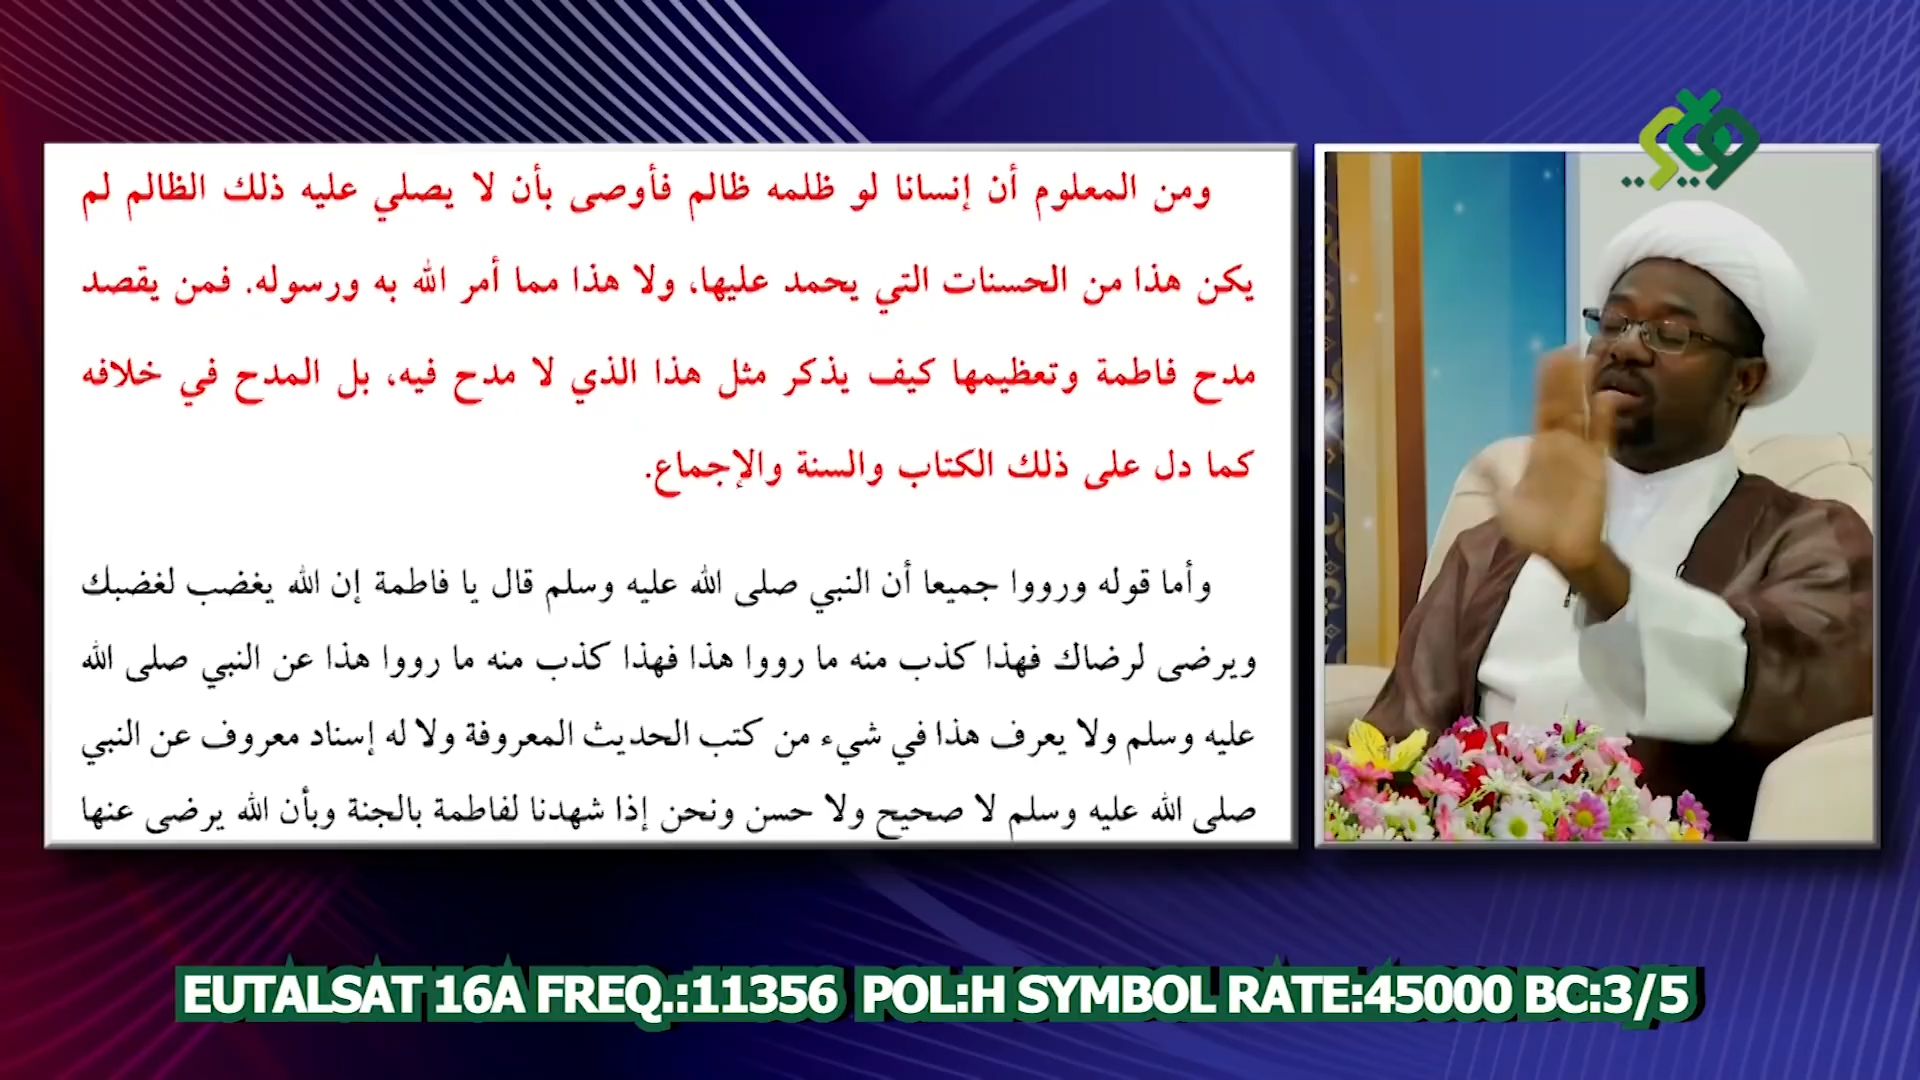 ومن المعلوم أن إنسانا لو ظلمه ظالم فأوصى بأن لا يصلي عليه ذلك الظالم لم
يكن هذا من الحسنات التي يحمد عليها، ولا هذا مما أمر الله به ورسوله. فمن يقصد
مدح فاطمة وتعظيمها كيف يذكر مثل هذا الذي لا مدح فيه، بل المدح في خلافه
كما دل على ذلك الكتاب والسنة والإجماع.
وأما قوله ورووا جميعا أن النبي صلى الله عليه وسلم قال يا فاطمة إن الله يغضب لغضبك
ويرضى لرضاك فهذا كذب منه ما رووا هذا فهذا كذب منه ما رووا هذا عن النبي صلى الله
عليه وسلم ولا يعرف هذا في شيء من كتب الحديث المعروفة ولا له إسناد معروف عن النبي
صلى الله عليه وسلم لا صحيح ولا حسن ونحن إذا شهدنا لفاطمة بالجنة وبأن الله يرضى عنها
EUTALSAT 16A FREQ.:11356 POL:H SYMBOL RATE:45000 BC:3/5